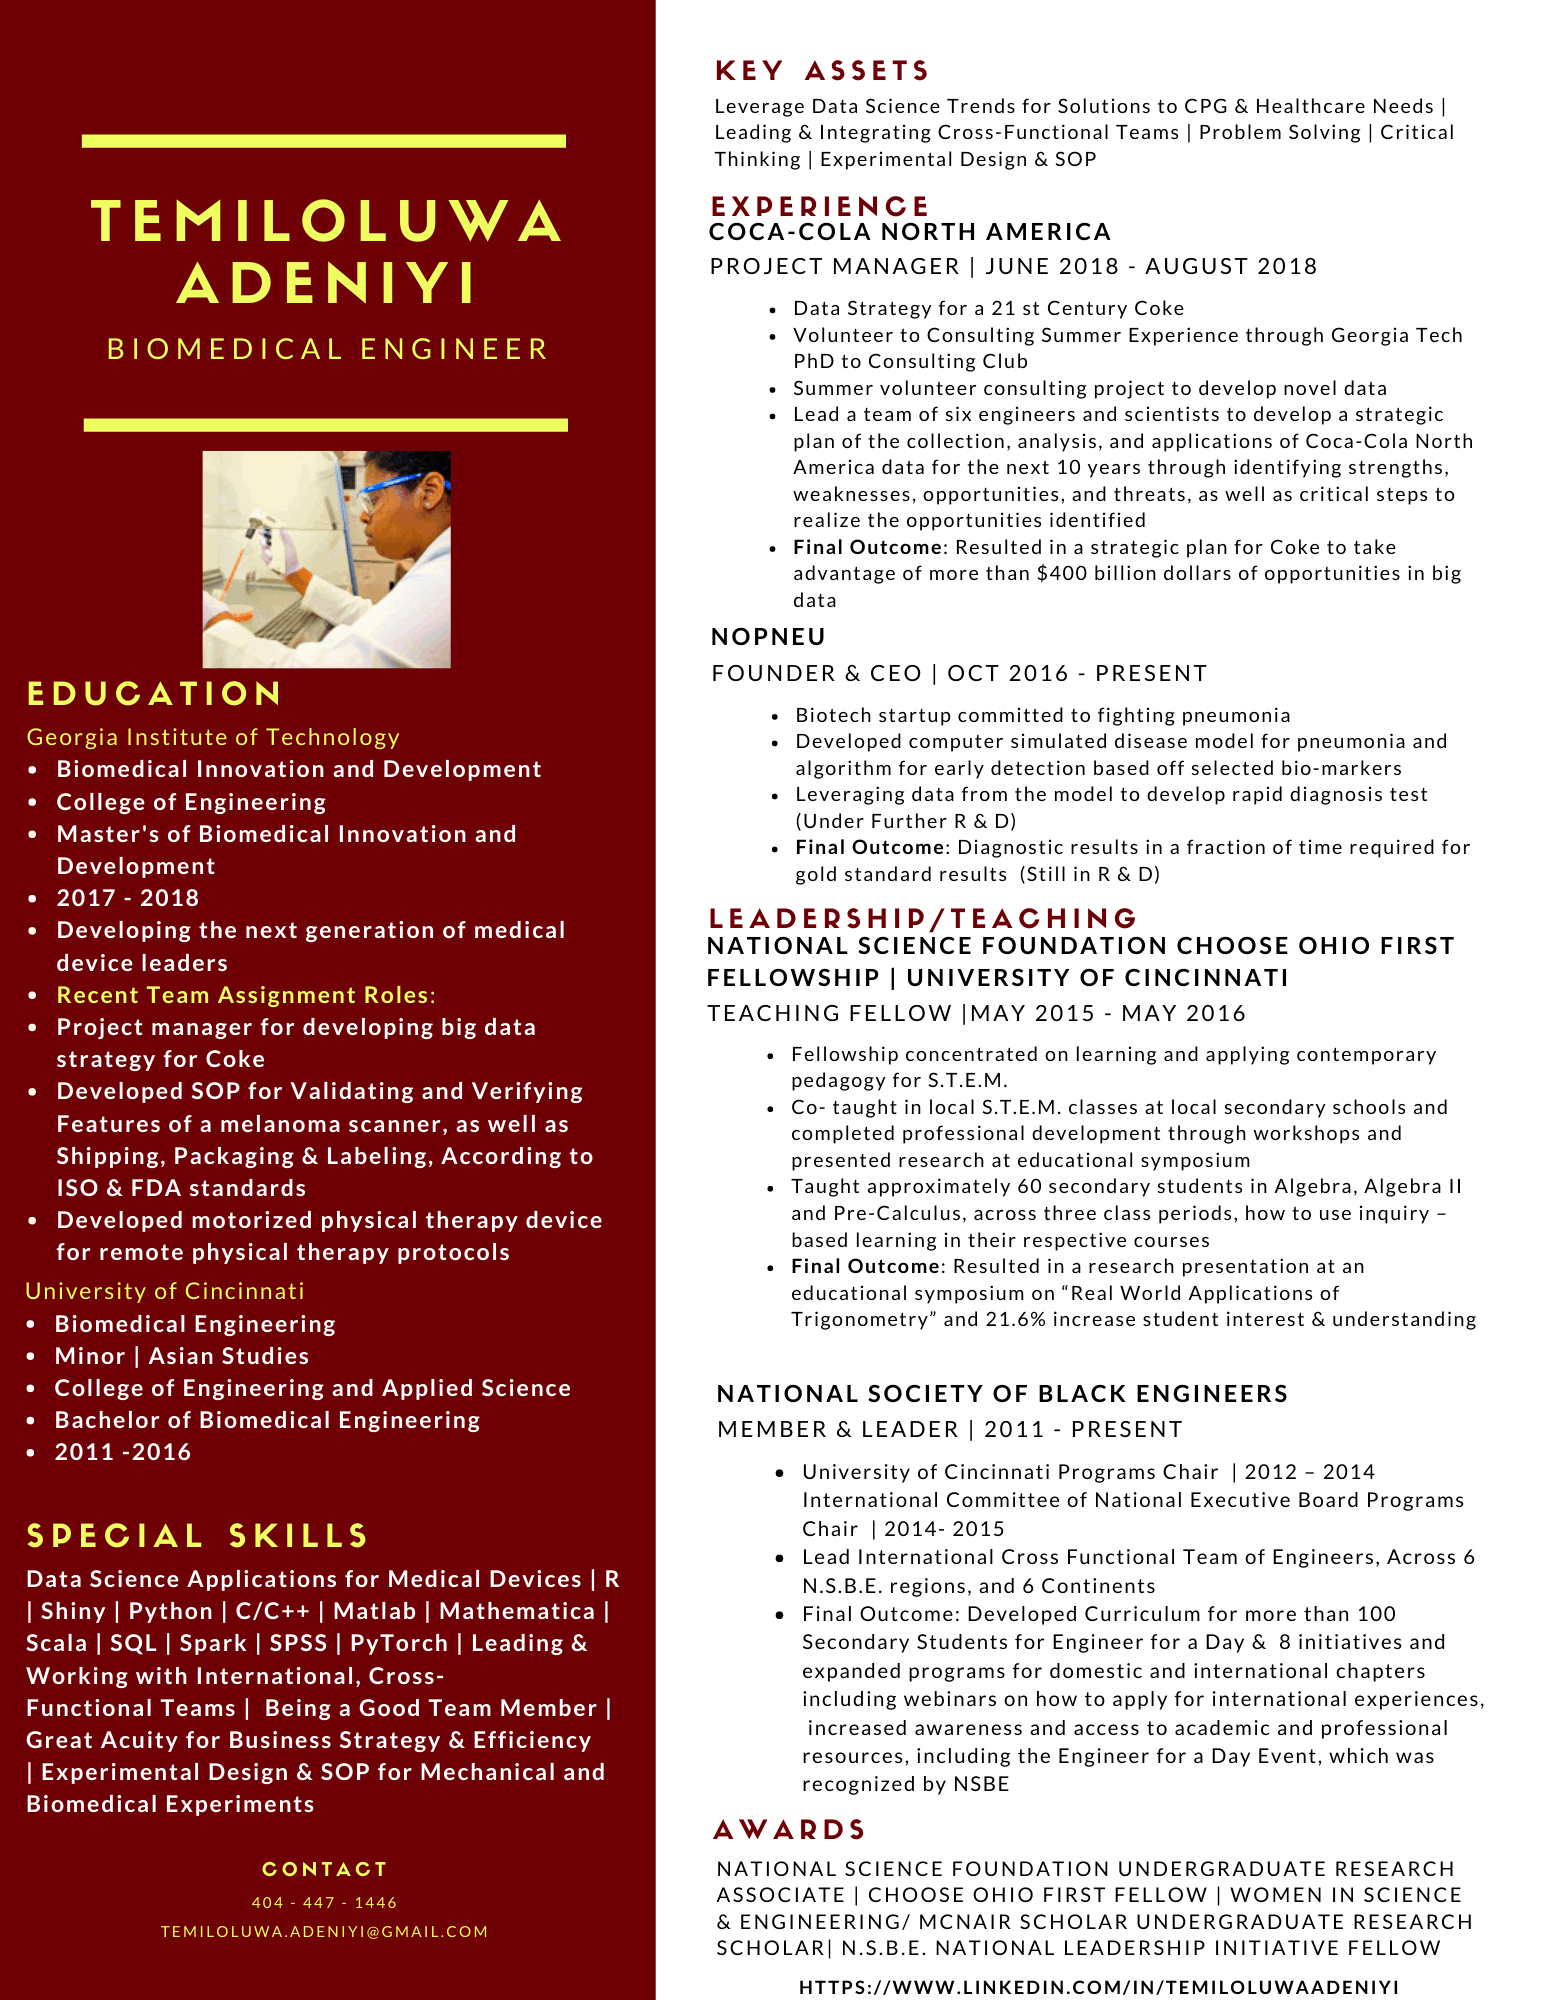 TEMILOLUWA
ADENIYI
BIOMEDICAL ENGINEER
EDUCATION
Georgia Institute of Technology
• Biomedical Innovation and Development
• College of Engineering
• Master's of Biomedical Innovation and
Development
• 2017 - 2018
• Developing the next generation of medical
device leaders
• Recent Team Assignment Roles:
• Project manager for developing big data
strategy for Coke
• Developed SOP for Validating and Verifying
Features of a melanoma scanner, as well as
Shipping, Packaging & Labeling, According to
ISO & FDA standards
• Developed motorized physical therapy device
for remote physical therapy protocols
University of Cincinnati
• Biomedical Engineering
• Minor | Asian Studies
• College of Engineering and Applied Science
• Bachelor of Biomedical Engineering
• 2011 -2016
SPECIAL SKILLS
Data Science Applications for Medical Devices | R
| Shiny | Python | C/C++ | Matlab | Mathematica |
Scala | SQL | Spark | SPSS | PyTorch | Leading &
Working with International, Cross-
Functional Teams | Being a Good Team Member |
Great Acuity for Business Strategy & Efficiency
| Experimental Design & SOP for Mechanical and
Biomedical Experiments
CONTACT
404 - 447 - 1446
TEMILOLUWA.ADENIYI@GMAIL.COM
KEY ASSETS
Leverage Data Science Trends for Solutions to CPG & Healthcare Needs |
Leading & Integrating Cross-Functional Teams | Problem Solving | Critical
Thinking | Experimental Design & SOP
EXPERIENCE
COCA-COLA NORTH AMERICA
PROJECT MANAGER | JUNE 2018 - AUGUST 2018
• Data Strategy for a 21 st Century Coke
• Volunteer to Consulting Summer Experience through Georgia Tech
PhD to Consulting Club
• Summer volunteer consulting project to develop novel data
• Lead a team of six engineers and scientists to develop a strategic
plan of the collection, analysis, and applications of Coca-Cola North
America data for the next 10 years through identifying strengths,
weaknesses, opportunities, and threats, as well as critical steps to
realize the opportunities identified
• Final Outcome: Resulted in a strategic plan for Coke to take
advantage of more than $400 billion dollars of opportunities in big
data
NOPNEU
FOUNDER & CEO | OCT 2016 - PRESENT
• Biotech startup committed to fighting pneumonia
• Developed computer simulated disease model for pneumonia and
algorithm for early detection based off selected bio-markers
• Leveraging data from the model to develop rapid diagnosis test
(Under Further R & D)
• Final Outcome: Diagnostic results in a fraction of time required for
gold standard results (Still in R & D)
LEADERSHIP/TEACHING
NATIONAL SCIENCE FOUNDATION CHOOSE OHIO FIRST
FELLOWSHIP | UNIVERSITY OF CINCINNATI
TEACHING FELLOW |MAY 2015 - MAY 2016
• Fellowship concentrated on learning and applying contemporary
pedagogy for S.T.E.M.
• Co- taught in local S.T.E.M. classes at local secondary schools and
completed professional development through workshops and
presented research at educational symposium
• Taught approximately 60 secondary students in Algebra, Algebra II
and Pre-Calculus, across three class periods, how to use inquiry –
based learning in their respective courses
• Final Outcome: Resulted in a research presentation at an
educational symposium on “Real World Applications of
Trigonometry” and 21.6% increase student interest & understanding
NATIONAL SOCIETY OF BLACK ENGINEERS
MEMBER & LEADER | 2011 - PRESENT
• University of Cincinnati Programs Chair | 2012 – 2014
International Committee of National Executive Board Programs
Chair | 2014- 2015
• Lead International Cross Functional Team of Engineers, Across 6
N.S.B.E. regions, and 6 Continents
• Final Outcome: Developed Curriculum for more than 100
Secondary Students for Engineer for a Day & 8 initiatives and
expanded programs for domestic and international chapters
including webinars on how to apply for international experiences,
increased awareness and access to academic and professional
resources, including the Engineer for a Day Event, which was
recognized by NSBE
AWARDS
NATIONAL SCIENCE FOUNDATION UNDERGRADUATE RESEARCH
ASSOCIATE | CHOOSE OHIO FIRST FELLOW | WOMEN IN SCIENCE
& ENGINEERING/ MCNAIR SCHOLAR UNDERGRADUATE RESEARCH
SCHOLAR| N.S.B.E. NATIONAL LEADERSHIP INITIATIVE FELLOW
HTTPS://WWW.LINKEDIN.COM/IN/TEMILOLUWAADENIYI